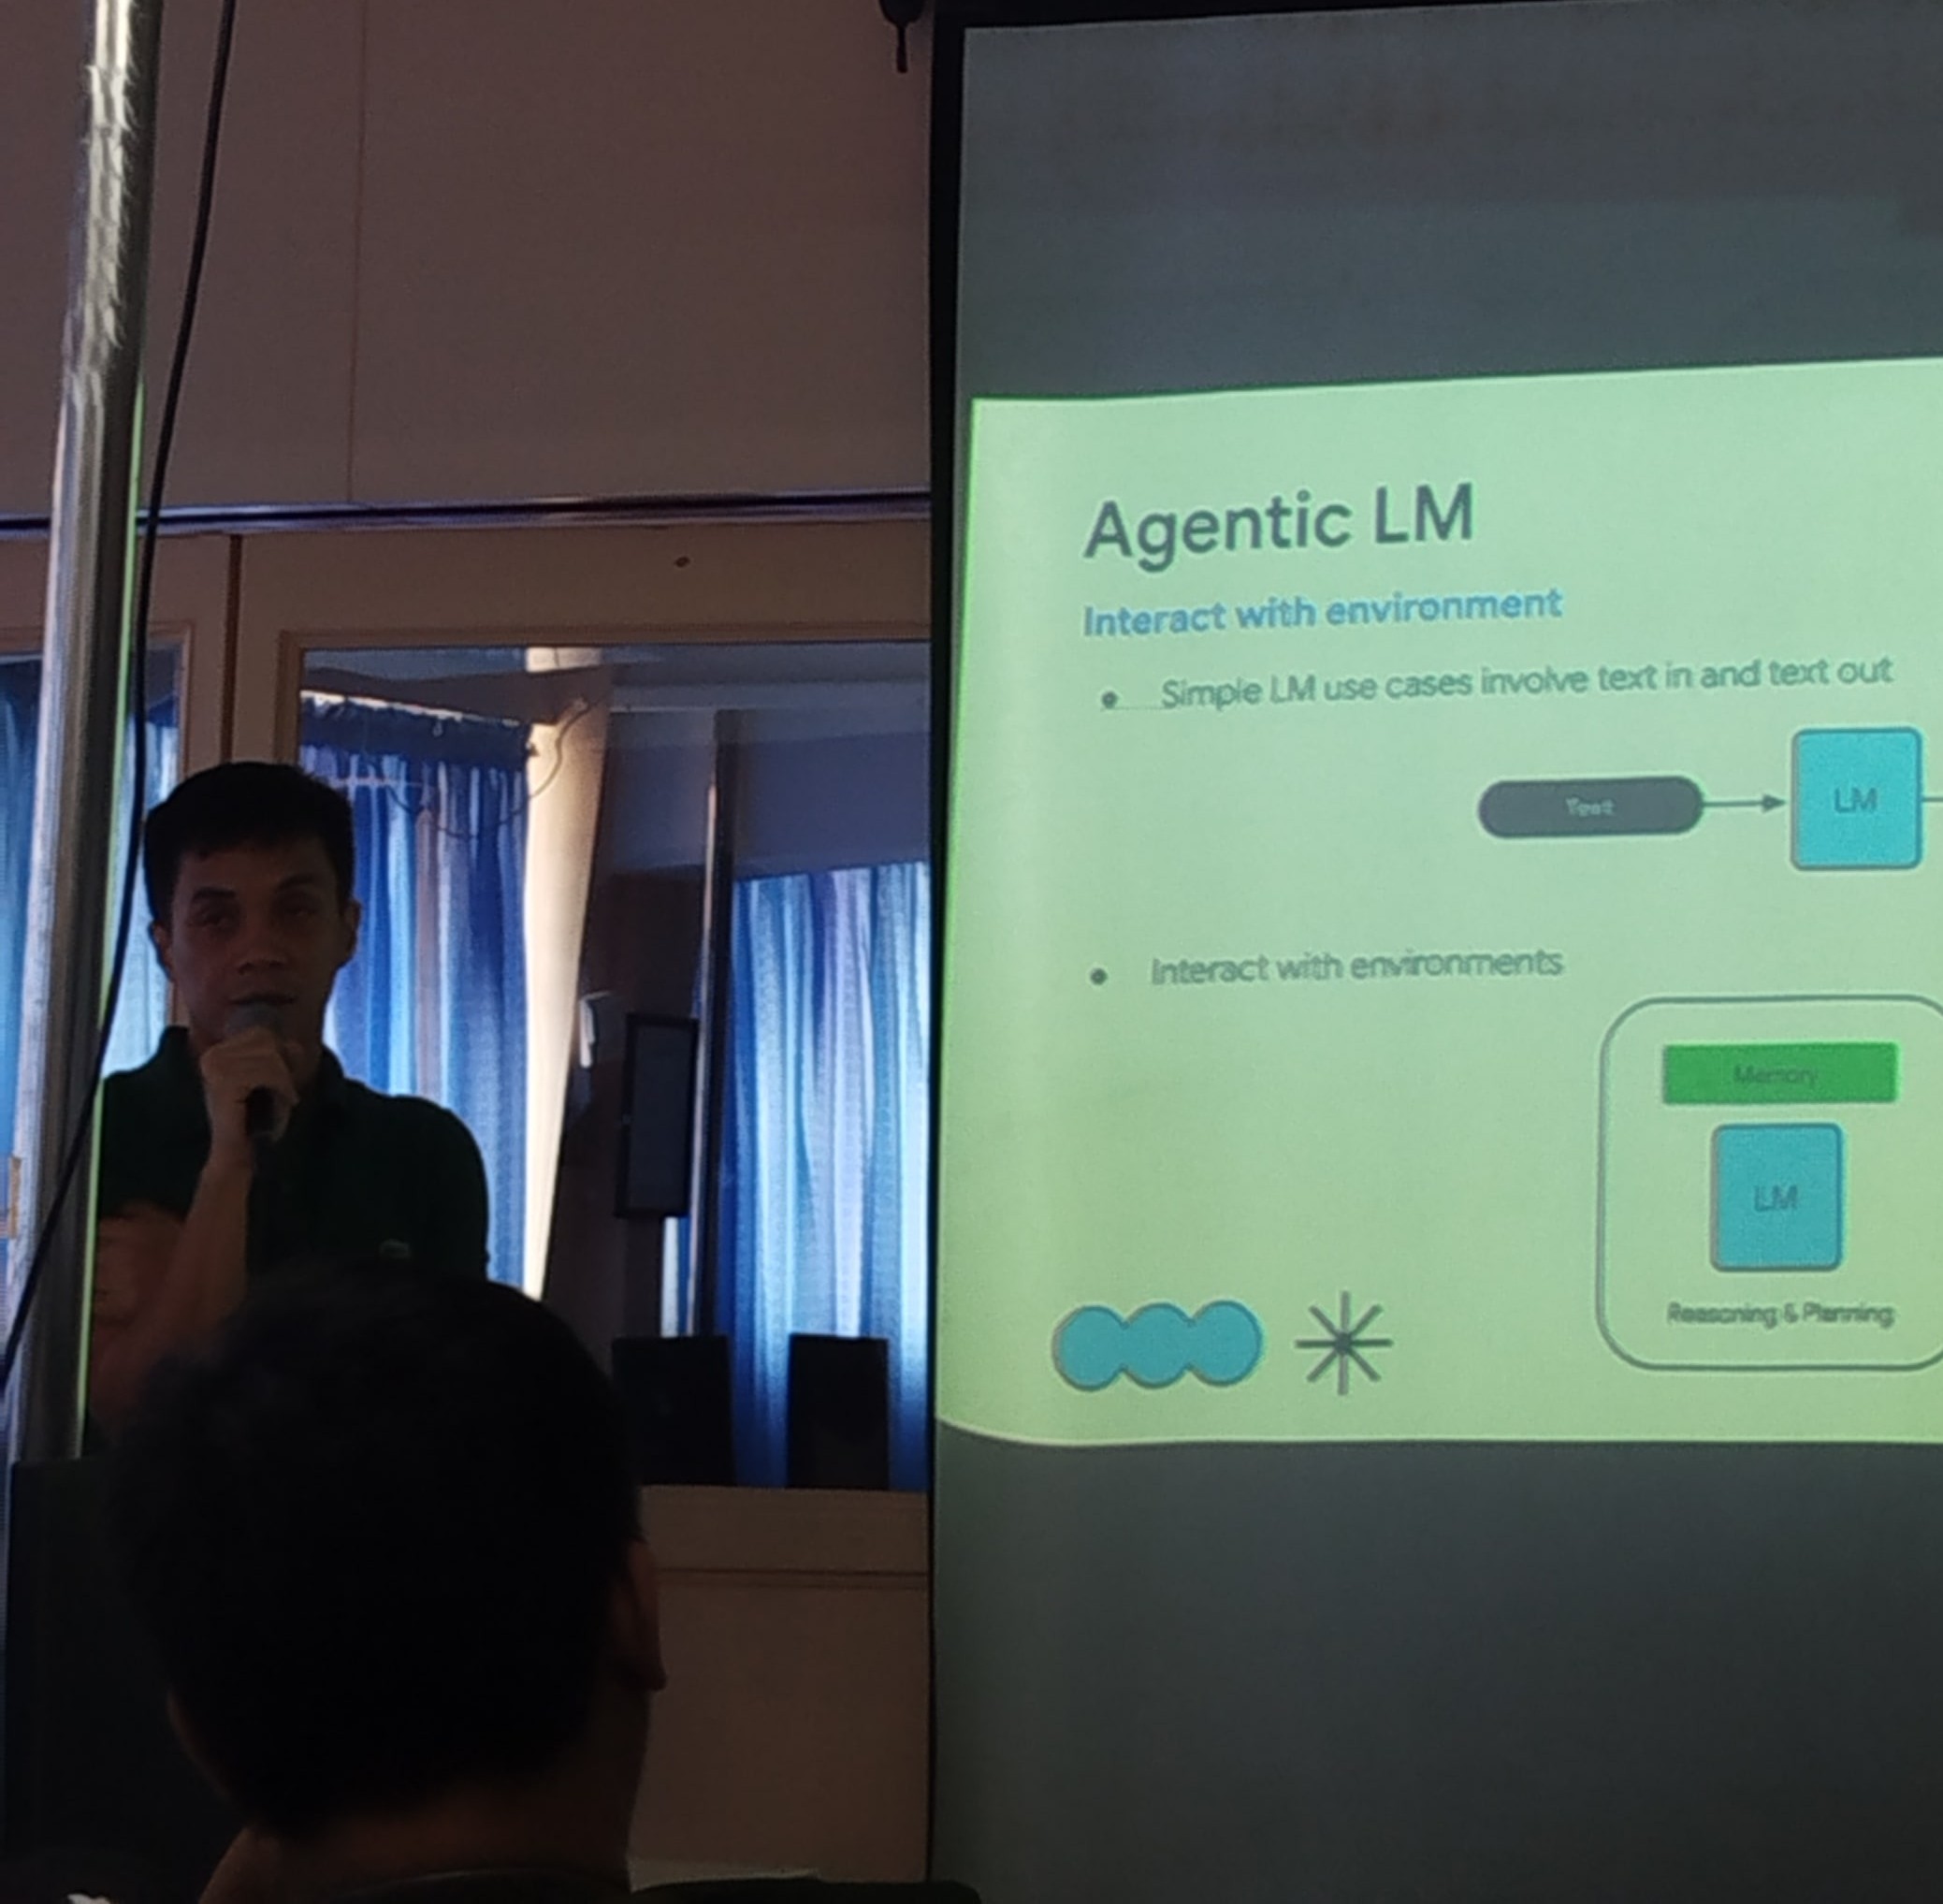 Agentic LM
Interact with environment
• Simple LM use cases involve text in and text out
Text
LM
• Interact with environments
Memory
LM
Reasoning & Planning